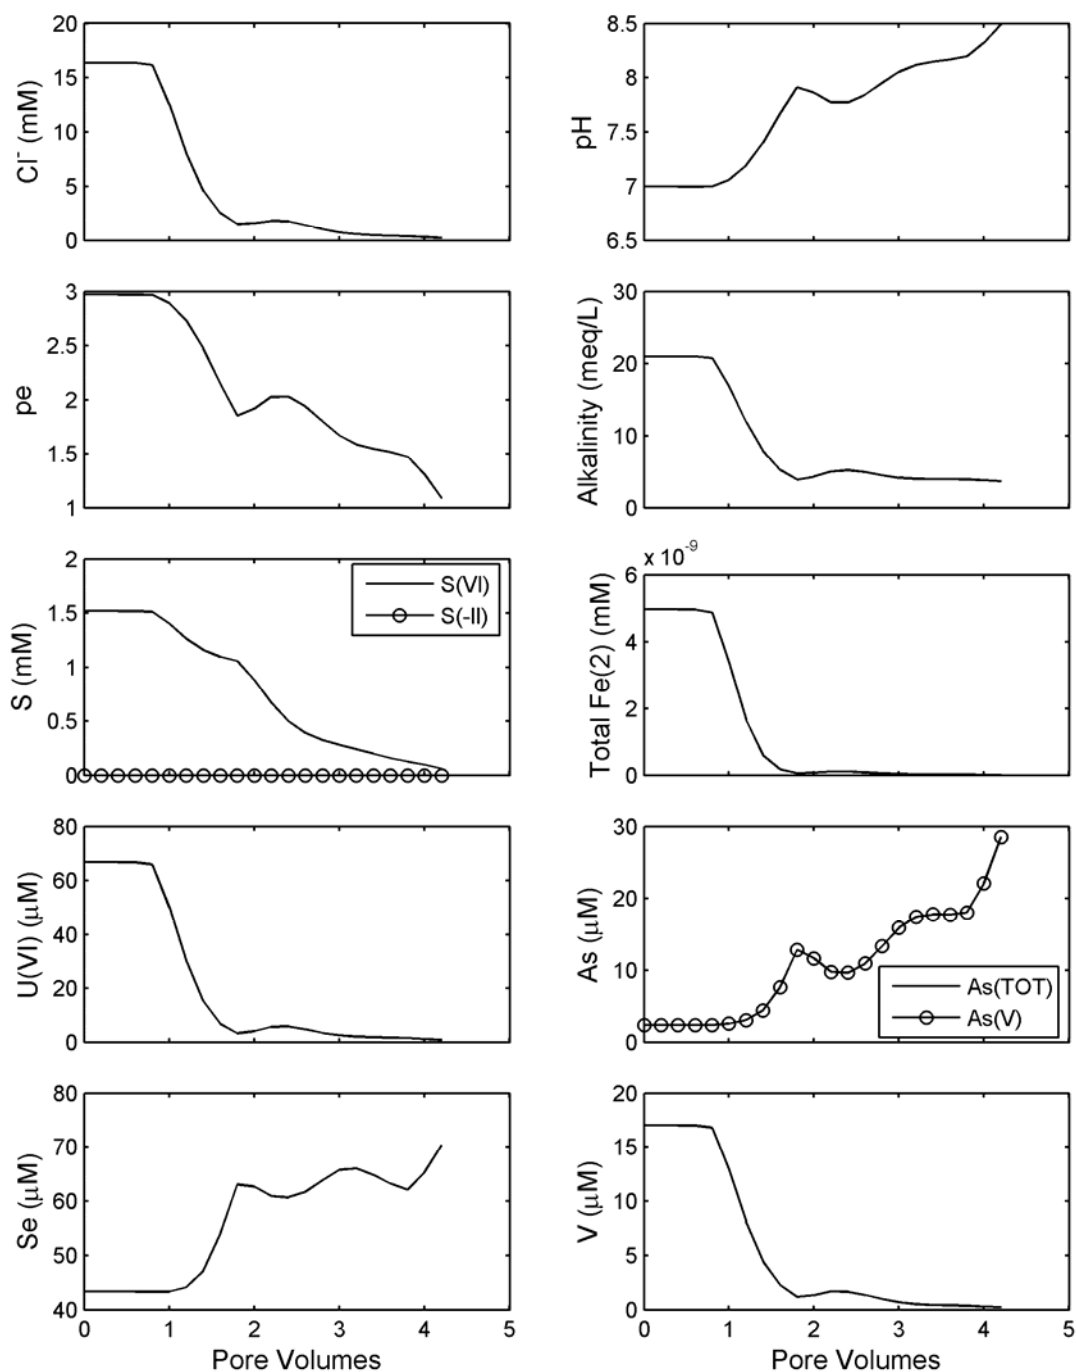 20
15
10
5
0
Cl⁻ (mM)
8.5
8
7.5
7
6.5
pH
3
2.5
2
1.5
1
pe
30
20
10
0
Alkalinity (meq/L)
2
1.5
1
0.5
0
S (mM)
S(VI)
S(-II)
x 10⁻⁹
6
4
2
0
Total Fe(2) (mM)
80
60
40
20
0
U(VI) (μM)
30
20
10
0
As (μM)
As(TOT)
As(V)
80
70
60
50
40
Se (μM)
0 1 2 3 4 5
Pore Volumes
20
15
10
5
0
V (μM)
0 1 2 3 4 5
Pore Volumes